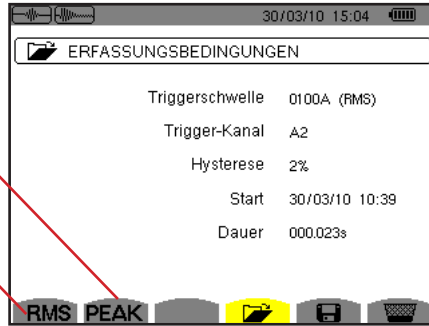 30/03/10 15:04
ERFASSUNGSBEDINGUNGEN
Triggerschwelle 0100A (RMS)
Trigger-Kanal A2
Hysterese 2%
Start 30/03/10 10:39
Dauer 000.023s
RMS PEAK